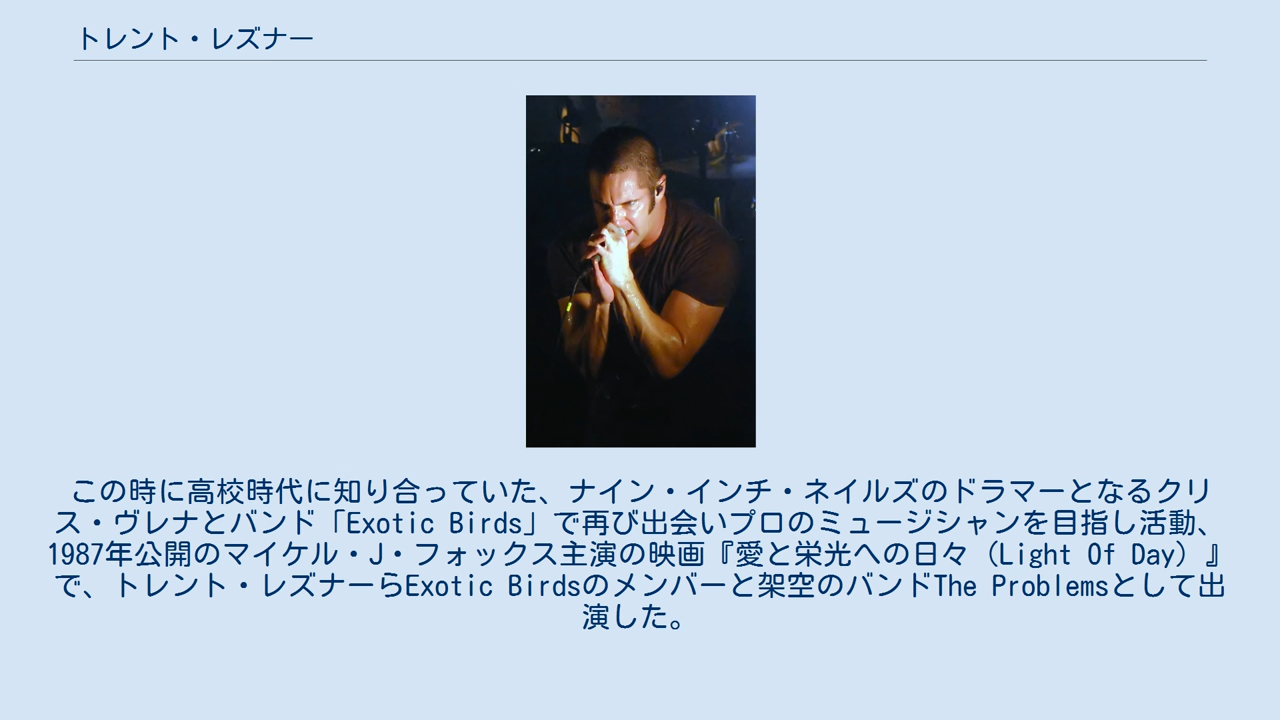 トレント・レズナー
この時に高校時代に知り合っていた、ナイン・インチ・ネイルズのドラマーとなるクリ
ス・ヴレナとバンド「Exotic Birds」で再び出会いプロのミュージシャンを目指し活動、
1987年公開のマイケル・J・フォックス主演の映画『愛と栄光への日々（Light Of Day）』
で、トレント・レズナーらExotic Birdsのメンバーと架空のバンドThe Problemsとして出
演した。